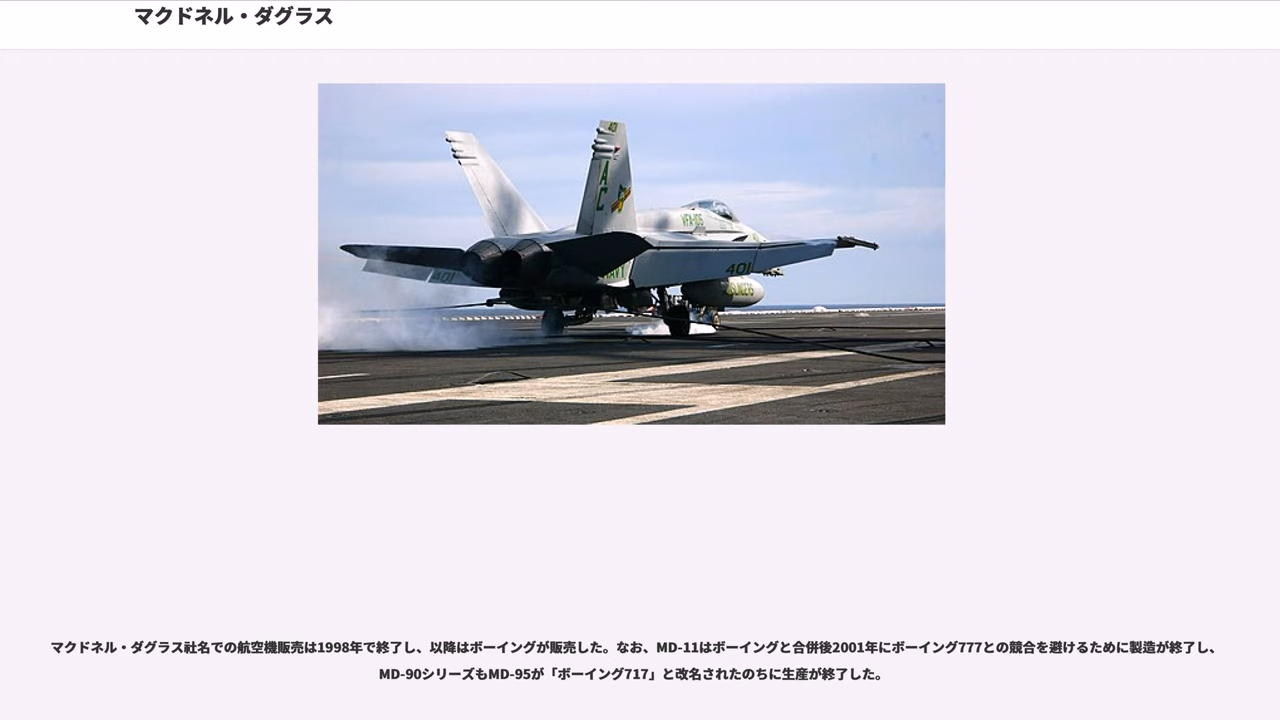 マクドネル・ダグラス
401
AC
VFA-105
401
401
NAVY
マクドネル・ダグラス社名での航空機販売は1998年で終了し、以降はボーイングが販売した。なお、MD-11はボーイングと合併後2001年にボーイング777との競合を避けるために製造が終了し、
MD-90シリーズもMD-95が「ボーイング717」と改名されたのちに生産が終了した。